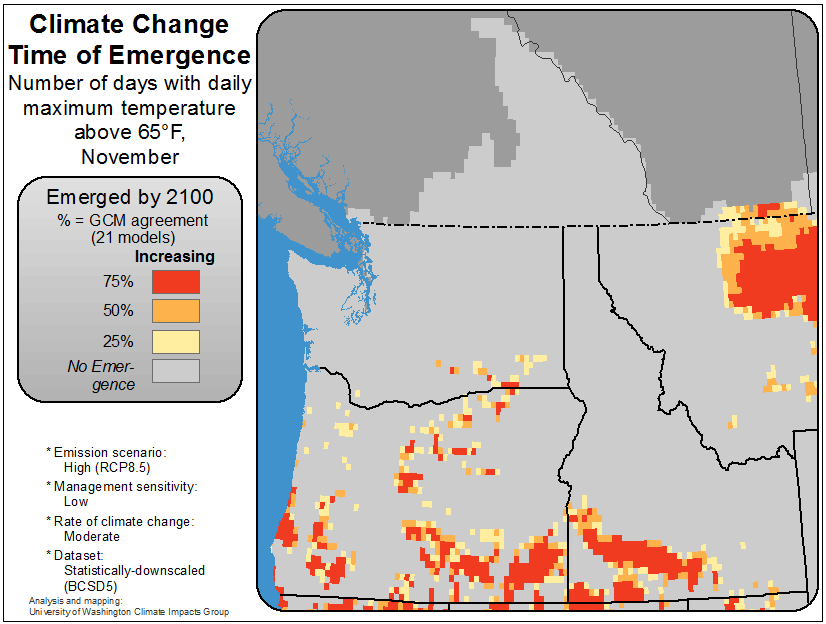 Climate Change
Time of Emergence
Number of days with daily
maximum temperature
above 65°F,
November
Emerged by 2100
% = GCM agreement
(21 models)
Increasing
75%
50%
25%
No Emer-
gence
* Emission scenario:
High (RCP8.5)
* Management sensitivity:
Low
* Rate of climate change:
Moderate
* Dataset:
Statistically-downscaled
(BCSD5)
Analysis and mapping:
University of Washington Climate Impacts Group